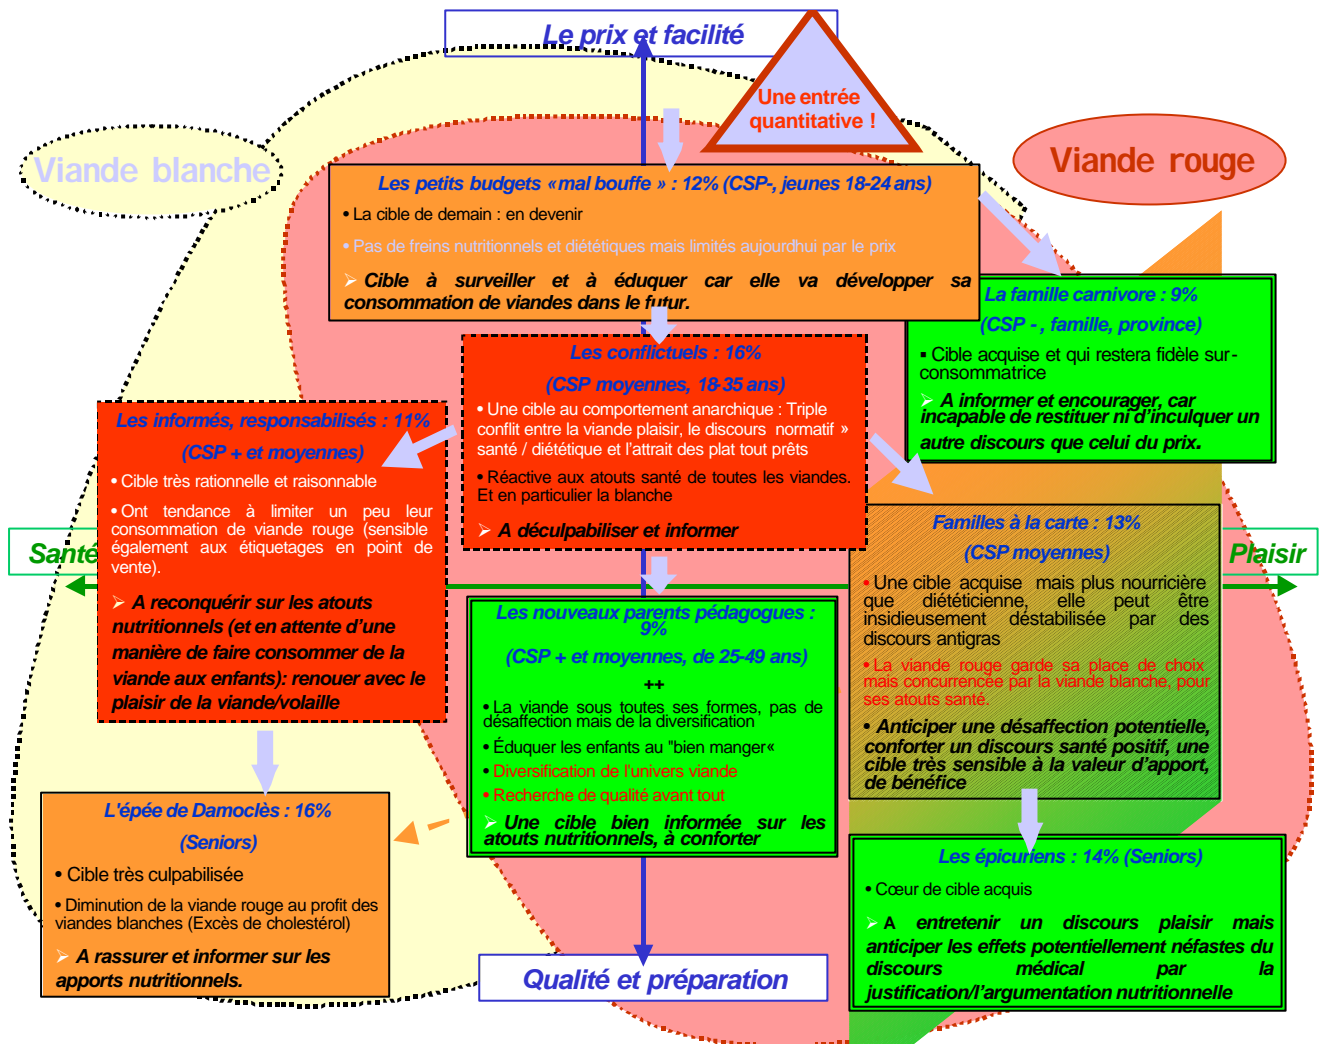 Le prix et facilité
Une entrée
quantitative !
Viande blanche
Viande rouge
Les petits budgets «mal bouffe » : 12% (CSP-, jeunes 18-24 ans)
• La cible de demain : en devenir
• Pas de freins nutritionnels et diététiques mais limités aujourdhui par le prix
➢ Cible à surveiller et à éduquer car elle va développer sa
consommation de viandes dans le futur.
La famille carnivore : 9%
(CSP - , famille, province)
▪ Cible acquise et qui restera fidèle sur-
consommatrice
➢ A informer et encourager, car
incapable de restituer ni d'inculquer un
autre discours que celui du prix.
Les conflictuels : 16%
(CSP moyennes, 18-35 ans)
• Une cible au comportement anarchique : Triple
conflit entre la viande plaisir, le discours normatif »
santé / diététique et l'attrait des plat tout prêts
• Réactive aux atouts santé de toutes les viandes.
Et en particulier la blanche
➢ A déculpabiliser et informer
Les informés, responsabilisés : 11%
(CSP + et moyennes)
• Cible très rationnelle et raisonnable
• Ont tendance à limiter un peu leur
consommation de viande rouge (sensible
également aux étiquetages en point de
vente).
➢ A reconquérir sur les atouts
nutritionnels (et en attente d'une
manière de faire consommer de la
viande aux enfants): renouer avec le
plaisir de la viande/volaille
Santé
Plaisir
Familles à la carte : 13%
(CSP moyennes)
• Une cible acquise mais plus nourricière
que diététicienne, elle peut être
insidieusement déstabilisée par des
discours antigras
• La viande rouge garde sa place de choix
mais concurrencée par la viande blanche, pour
ses atouts santé.
• Anticiper une désaffection potentielle,
conforter un discours santé positif, une
cible très sensible à la valeur d'apport,
de bénéfice
Les nouveaux parents pédagogues :
9%
(CSP + et moyennes, de 25-49 ans)
++
• La viande sous toutes ses formes, pas de
désaffection mais de la diversification
• Éduquer les enfants au "bien manger«
• Diversification de l'univers viande
• Recherche de qualité avant tout
➢ Une cible bien informée sur les
atouts nutritionnels, à conforter
L'épée de Damoclès : 16%
(Seniors)
• Cible très culpabilisée
• Diminution de la viande rouge au profit des
viandes blanches (Excès de cholestérol)
➢ A rassurer et informer sur les
apports nutritionnels.
Les épicuriens : 14% (Seniors)
• Cœur de cible acquis
➢ A entretenir un discours plaisir mais
anticiper les effets potentiellement néfastes du
discours médical par la
justification/l'argumentation nutritionnelle
Qualité et préparation